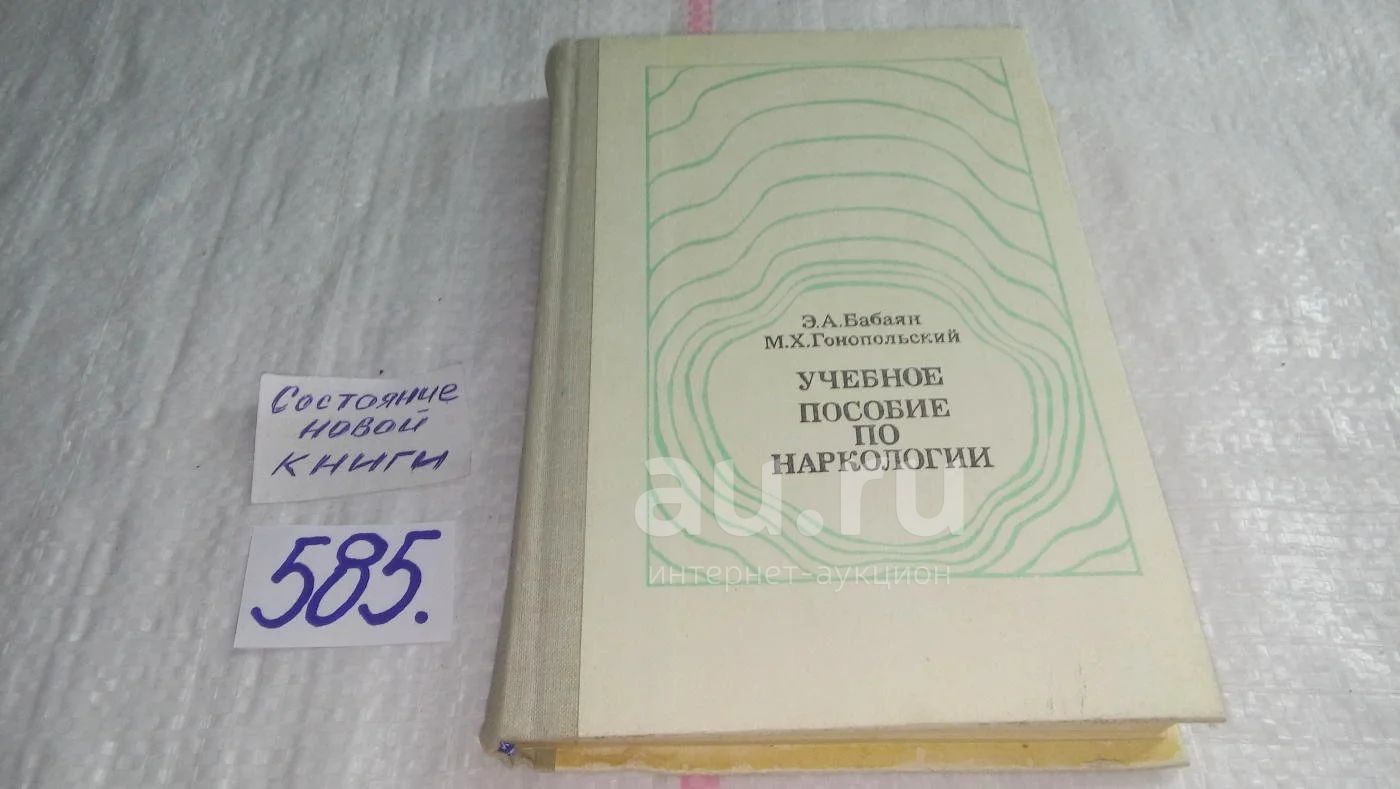 Э.А.Бабаян
М.Х.Гонопольский
УЧЕБНОЕ
ПОСОБИЕ
ПО
НАРКОЛОГИИ
Состояние
новой
книги
585.
au.ru
интернет-аукцион